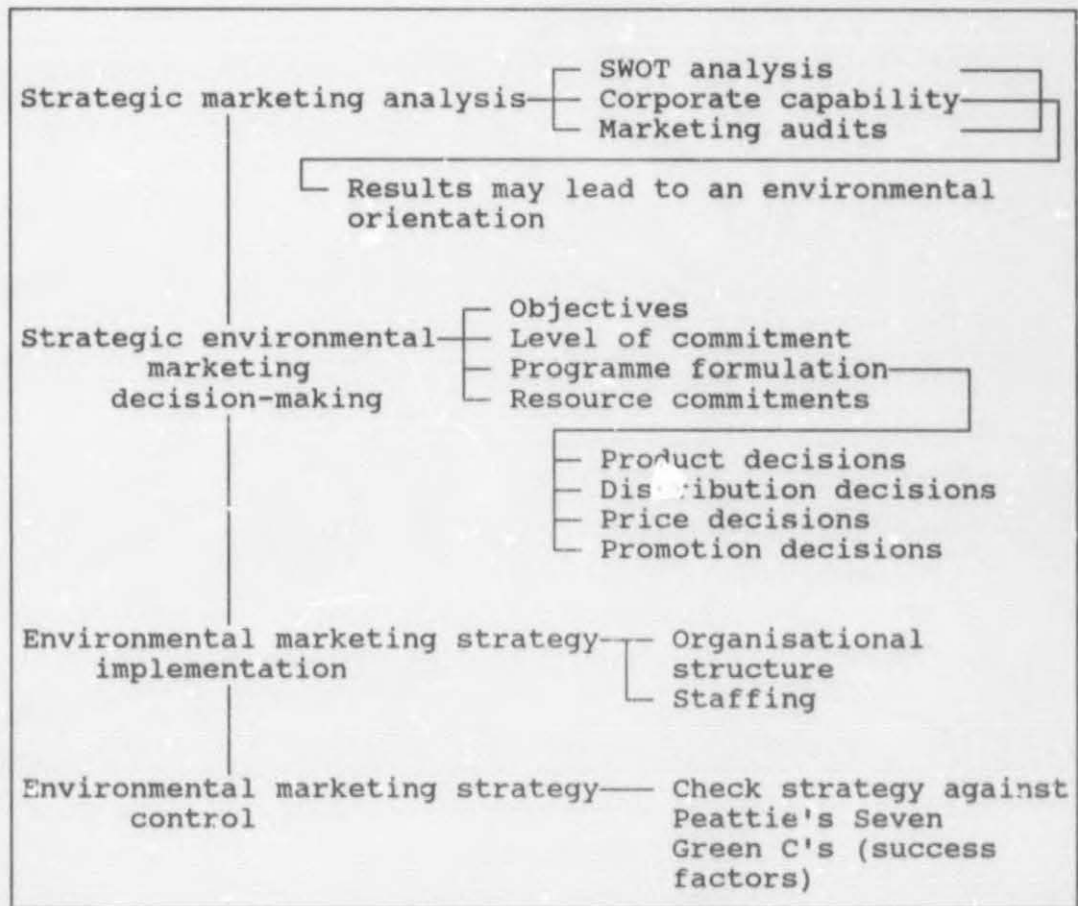 SWOT analysis
Strategic marketing analysis
Corporate capability
Marketing audits
Results may lead to an environmental
orientation
Objectives
Strategic environmental
marketing
decision-making
Level of commitment
Programme formulation
Resource commitments
Product decisions
Distribution decisions
Price decisions
Promotion decisions
Environmental marketing strategy
implementation
Organisational
structure
Staffing
Environmental marketing strategy
control
Check strategy against
Peattie's Seven
Green C's (success
factors)